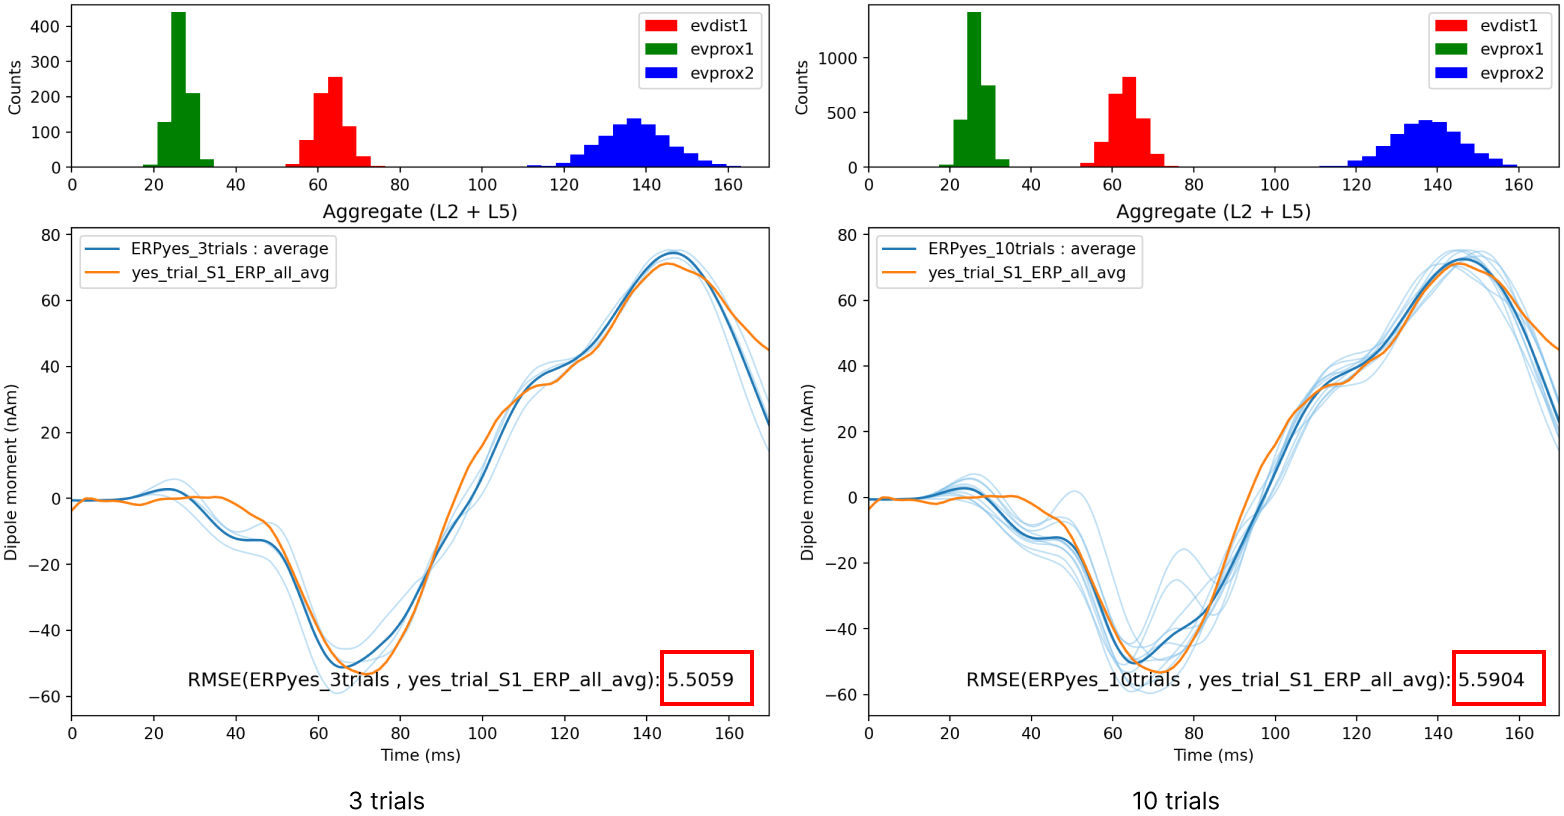 400
300
200
100
0
Counts
evdist1
evprox1
evprox2
0 20 40 60 80 100 120 140 160
Aggregate (L2 + L5)
80
60
40
20
0
−20
−40
−60
Dipole moment (nAm)
ERPyes_3trials : average
yes_trial_S1_ERP_all_avg
RMSE(ERPyes_3trials , yes_trial_S1_ERP_all_avg): 5.5059
0 20 40 60 80 100 120 140 160
Time (ms)
3 trials
1000
500
0
Counts
evdist1
evprox1
evprox2
0 20 40 60 80 100 120 140 160
Aggregate (L2 + L5)
80
60
40
20
0
−20
−40
−60
Dipole moment (nAm)
ERPyes_10trials : average
yes_trial_S1_ERP_all_avg
RMSE(ERPyes_10trials , yes_trial_S1_ERP_all_avg): 5.5904
0 20 40 60 80 100 120 140 160
Time (ms)
10 trials